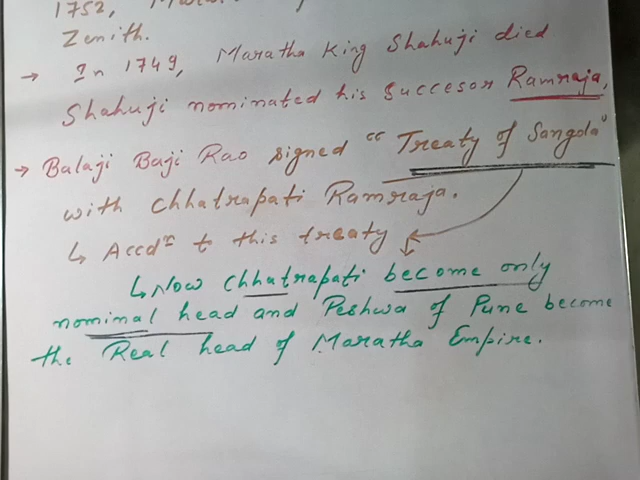 1752,
Zenith.
→ In 1749, Maratha King Shahuji died
Shahuji nominated his Succesor Ramraja.
→ Balaji Baji Rao signed "Treaty of Sangola"
with Chhatrapati Ramraja.
↳ Accdn to this treaty
↳ Now Chhatrapati become only
nominal head and Peshwa of Pune become
the Real head of Maratha Empire.